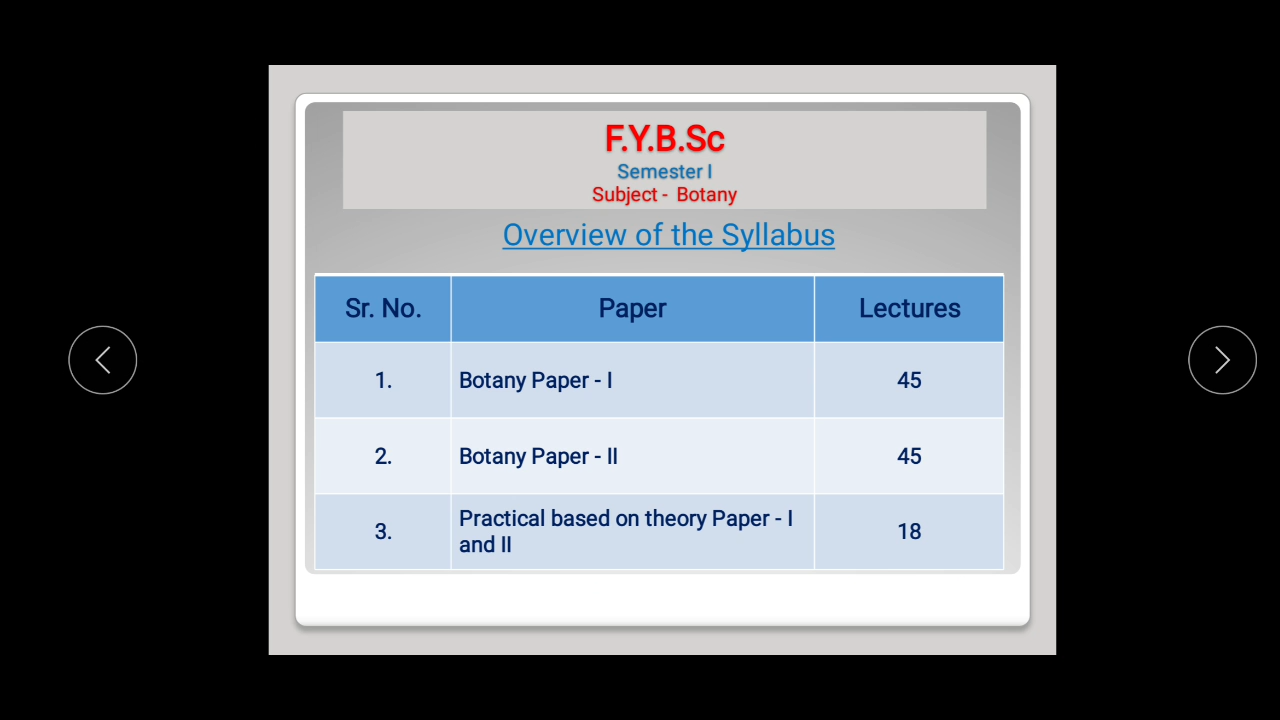 F.Y.B.Sc
Semester I
Subject - Botany
Overview of the Syllabus
Sr. No. Paper Lectures
1. Botany Paper - I 45
2. Botany Paper - II 45
3. Practical based on theory Paper - I 18
and II